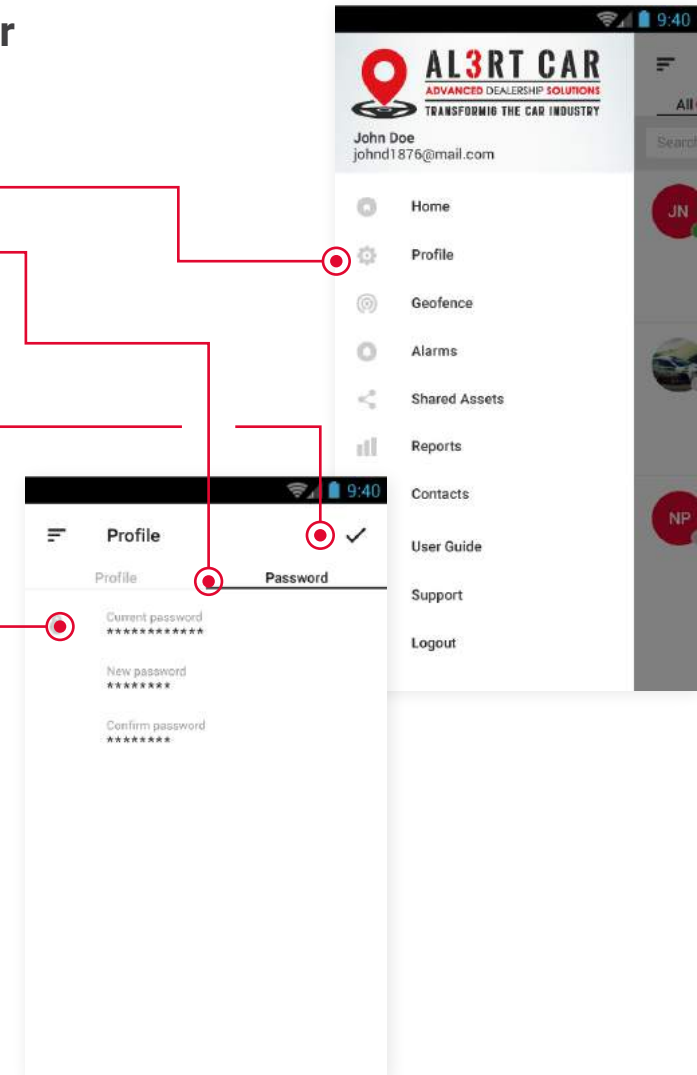 r
9:40
AL3RT CAR
ADVANCED DEALERSHIP SOLUTIONS
TRANSFORMIG THE CAR INDUSTRY
John Doe
johnd1876@mail.com
Home
Profile
Geofence
Alarms
Shared Assets
Reports
Contacts
User Guide
Support
Logout
All
Search
JN
NP
9:40
Profile
Profile Password
Current password
************
New password
********
Confirm password
********